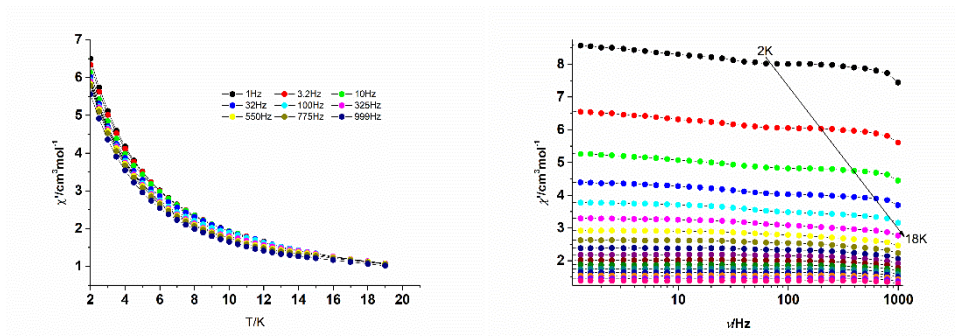 7
6
5
4
3
2
1
χ'/cm³mol⁻¹
1Hz 3.2Hz 10Hz
32Hz 100Hz 325Hz
550Hz 775Hz 999Hz
2 4 6 8 10 12 14 16 18 20
T/K
8
7
6
5
4
3
2
χ'/cm³mol⁻¹
2K
18K
10 100 1000
ν/Hz